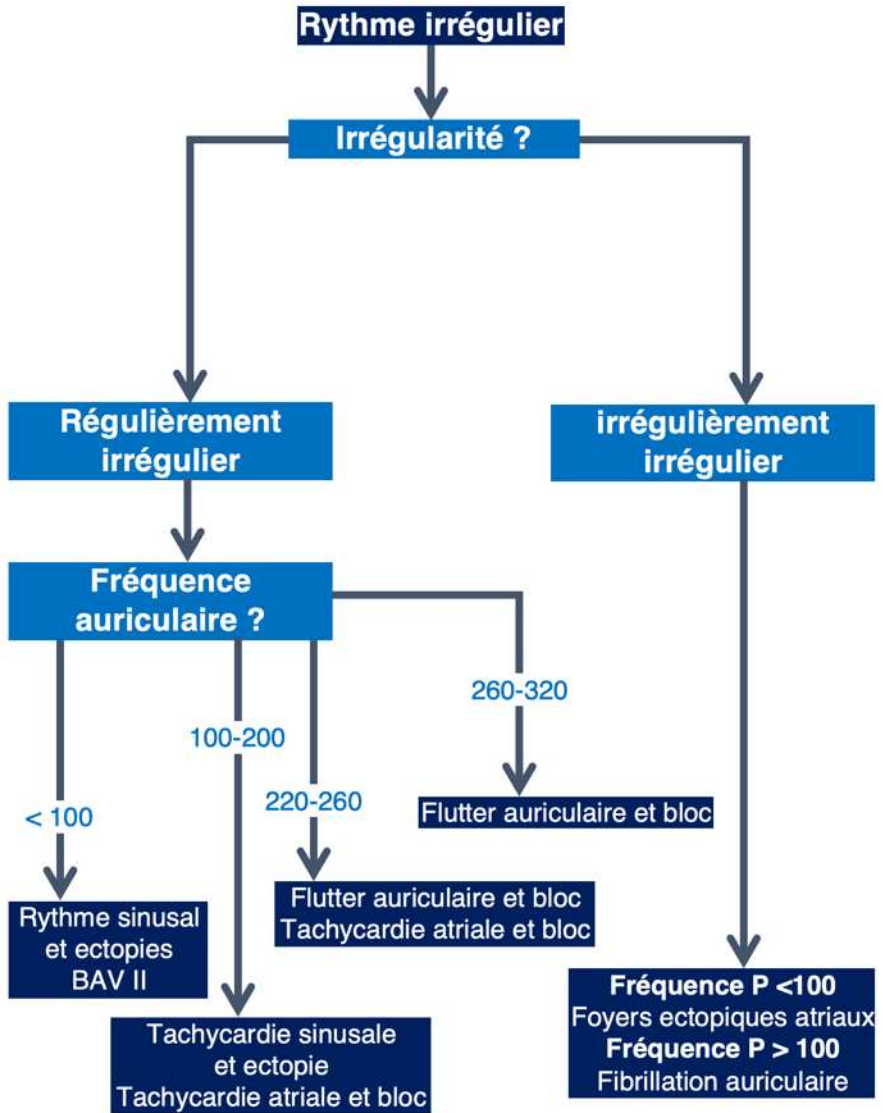 Rythme irrégulier
Irrégularité ?
Régulièrement
irrégulier
irrégulièrement
irrégulier
Fréquence
auriculaire ?
< 100
100-200
220-260
260-320
Flutter auriculaire et bloc
Rythme sinusal
et ectopies
BAV II
Flutter auriculaire et bloc
Tachycardie atriale et bloc
Tachycardie sinusale
et ectopie
Tachycardie atriale et bloc
Fréquence P <100
Foyers ectopiques atriaux
Fréquence P > 100
Fibrillation auriculaire